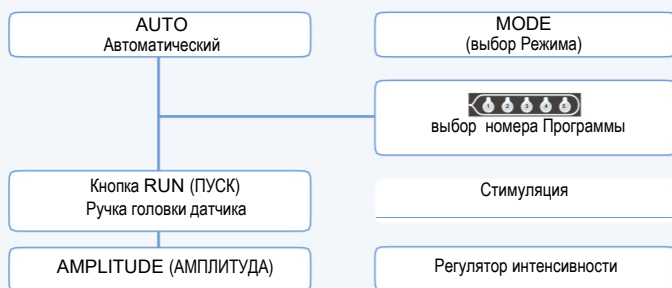 AUTO
Автоматический
MODE
(выбор Режима)
1 2 3 4 5
выбор номера Программы
Кнопка RUN (ПУСК)
Ручка головки датчика
Стимуляция
AMPLITUDE (АМПЛИТУДА)
Регулятор интенсивности